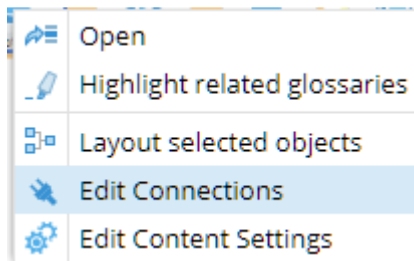 Open
Highlight related glossaries
Layout selected objects
Edit Connections
Edit Content Settings